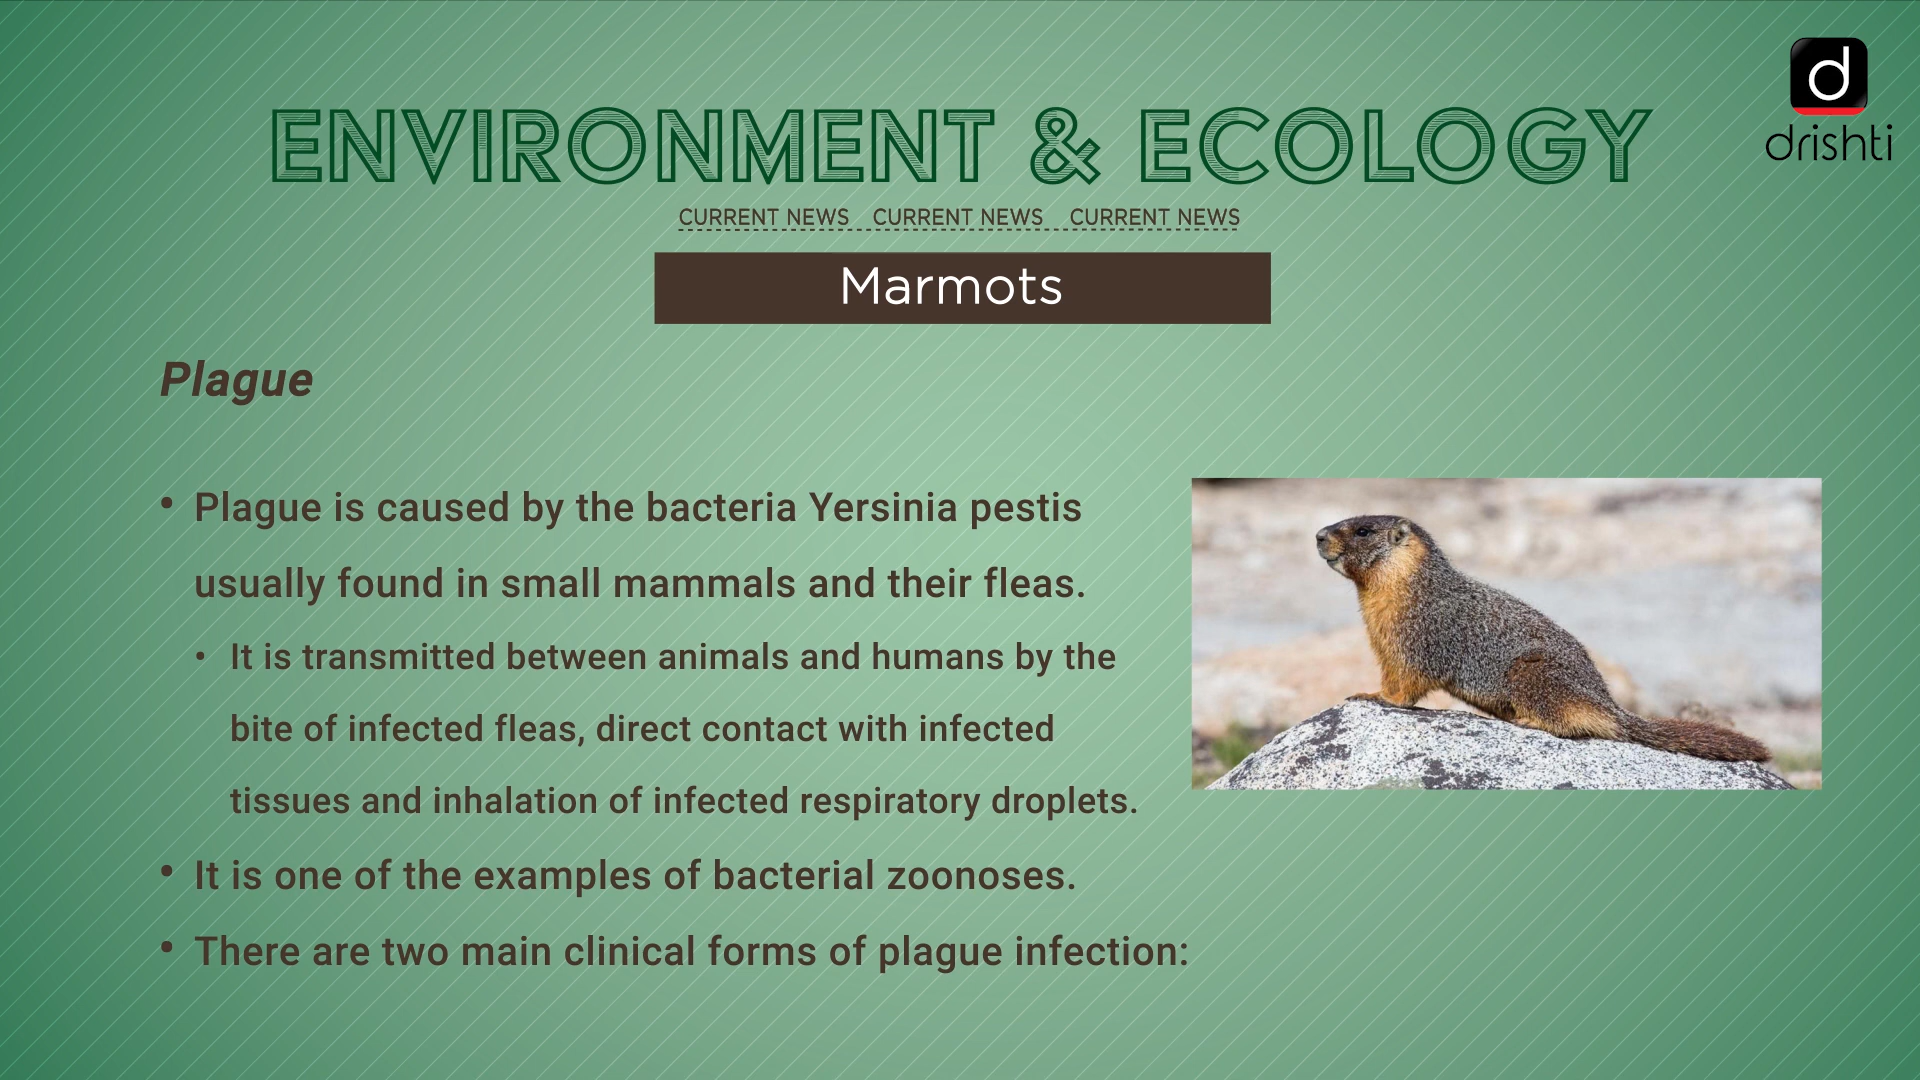 drishti
ENVIRONMENT & ECOLOGY
CURRENT NEWS CURRENT NEWS CURRENT NEWS
Marmots
Plague
• Plague is caused by the bacteria Yersinia pestis
usually found in small mammals and their fleas.
• It is transmitted between animals and humans by the
bite of infected fleas, direct contact with infected
tissues and inhalation of infected respiratory droplets.
• It is one of the examples of bacterial zoonoses.
• There are two main clinical forms of plague infection: